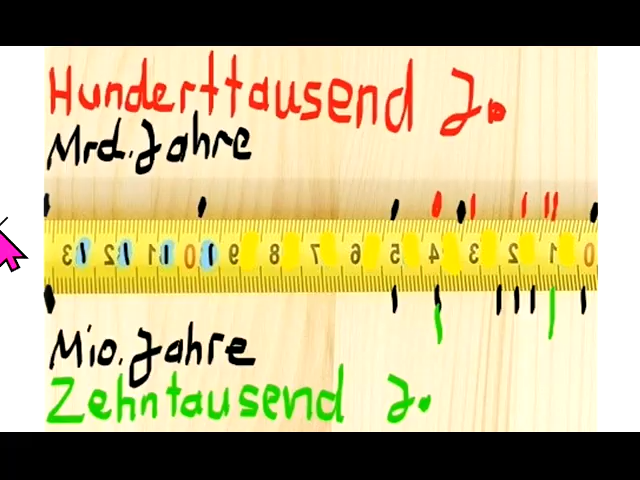 Hunderttausend J.
Mrd. Jahre
13 12 11 10 9 8 7 6 5 4 3 2 1 0
Mio. Jahre
Zehntausend J.